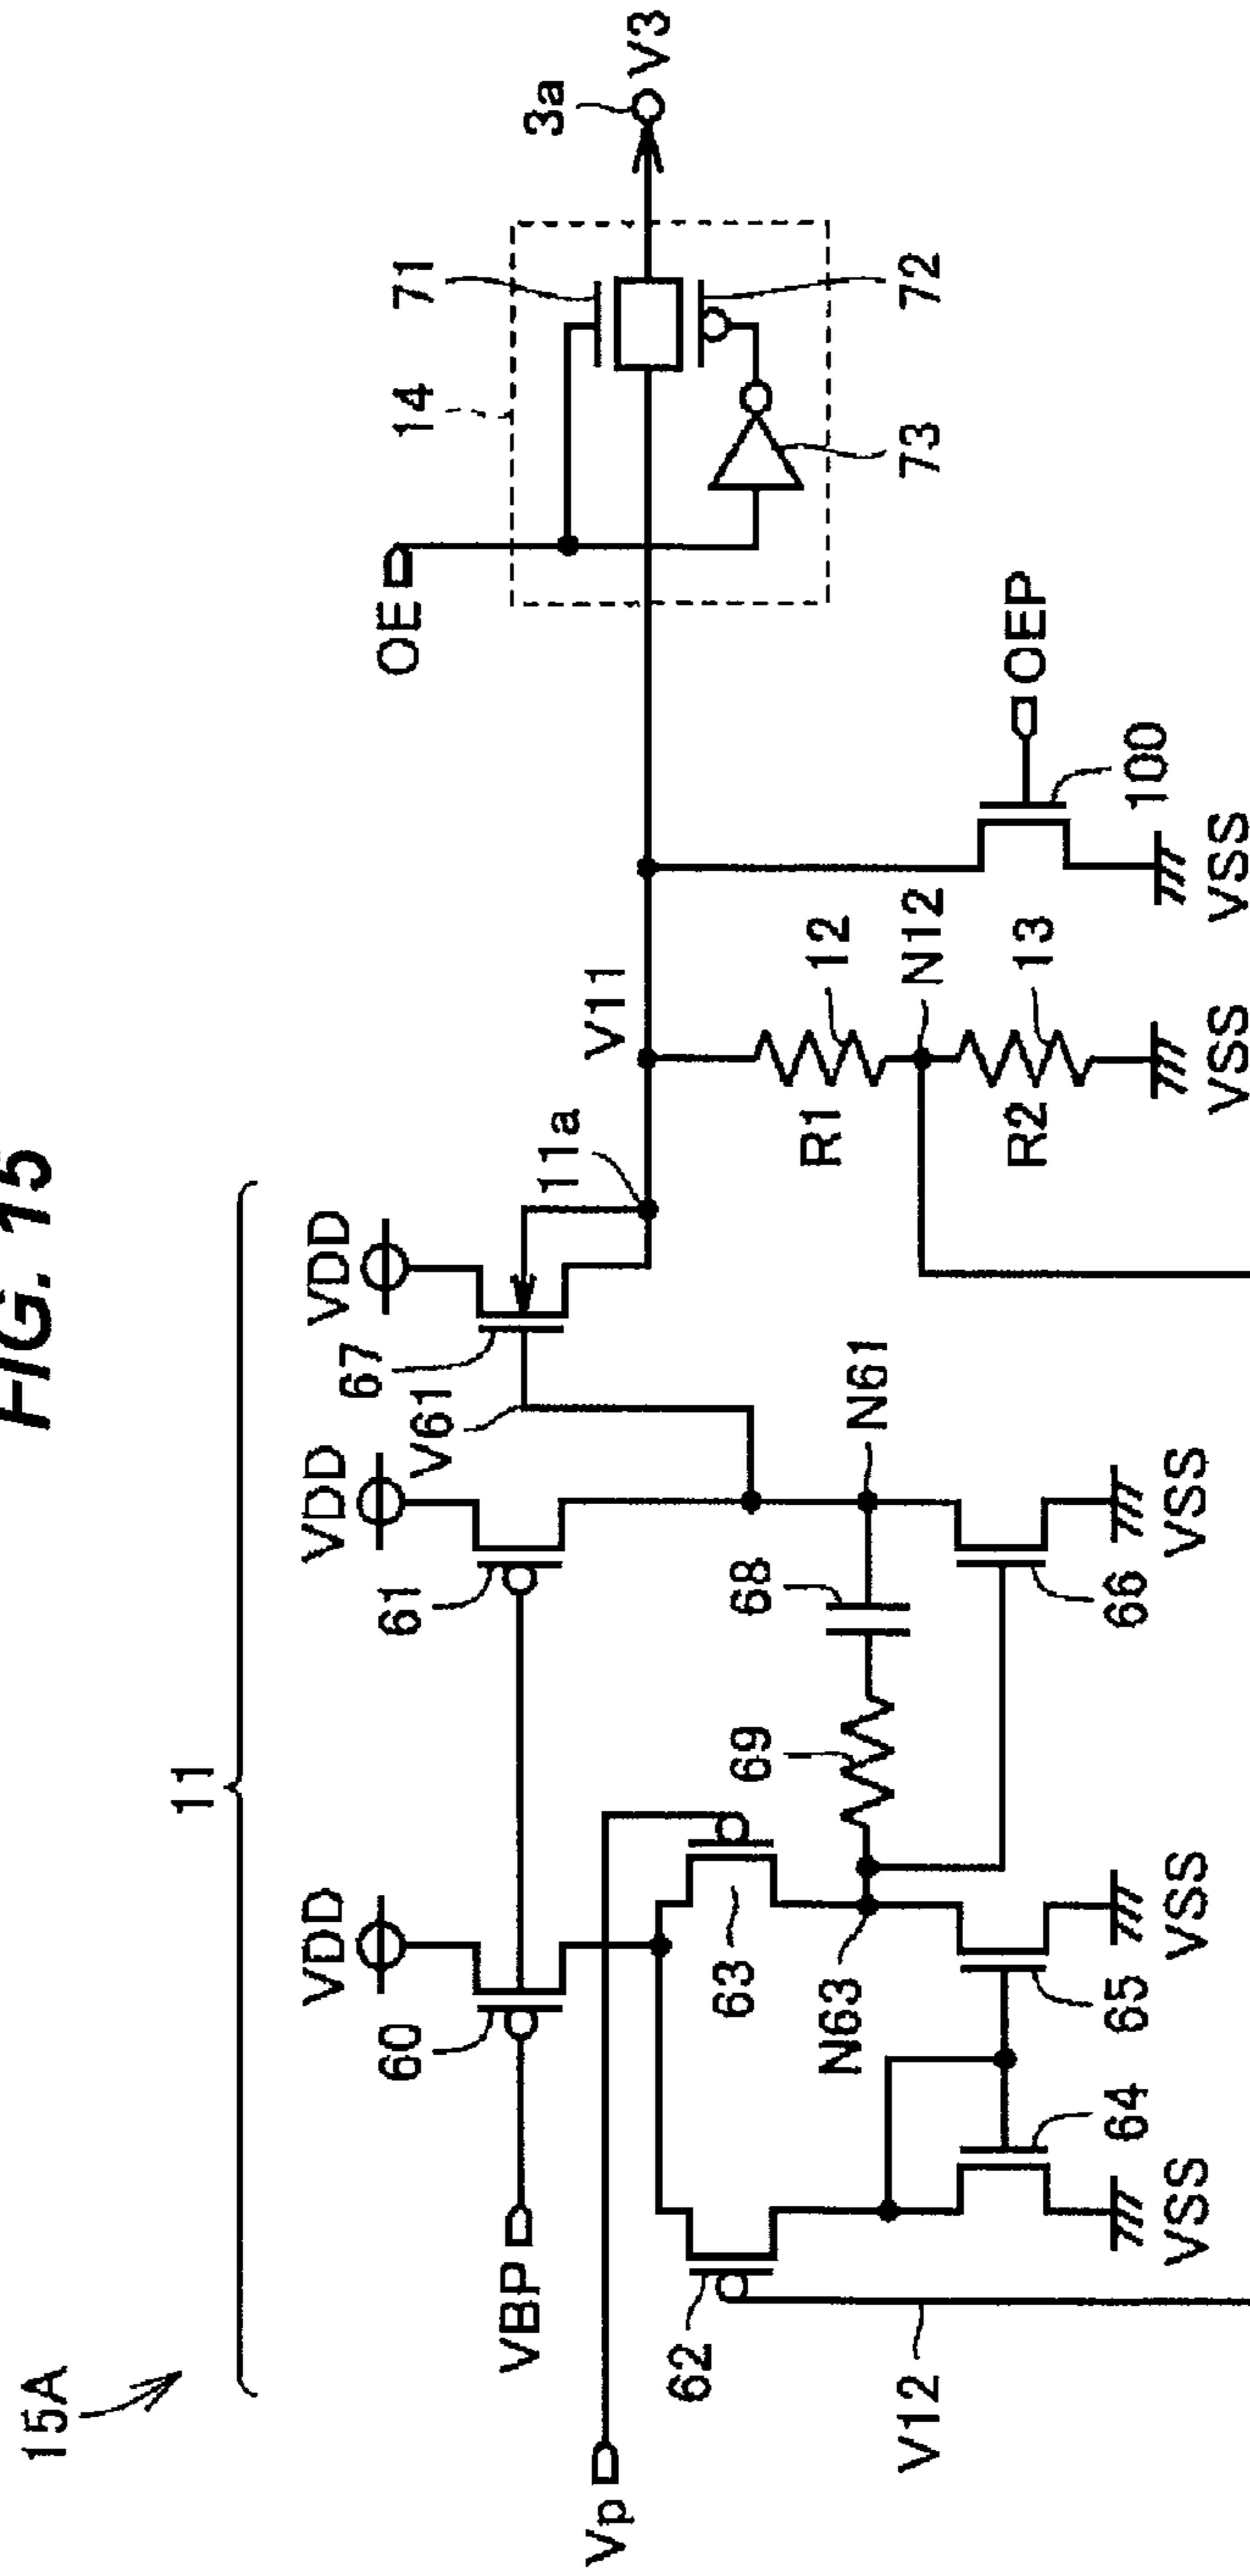 FIG. 15
15A
11
VDD
VDD
VDD
60
61
67
V61
11a
V11
VBP
Vp
62
63
69
68
N61
N63
V12
64
65
66
VSS
VSS
VSS
R1
12
N12
R2
13
VSS
100
VSS
OEP
OE
14
71
72
73
3a
V3